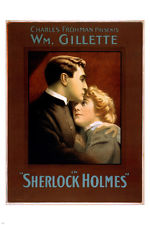 CHARLES FROHMAN PRESENTS
WM. GILLETTE
IN
"SHERLOCK HOLMES"